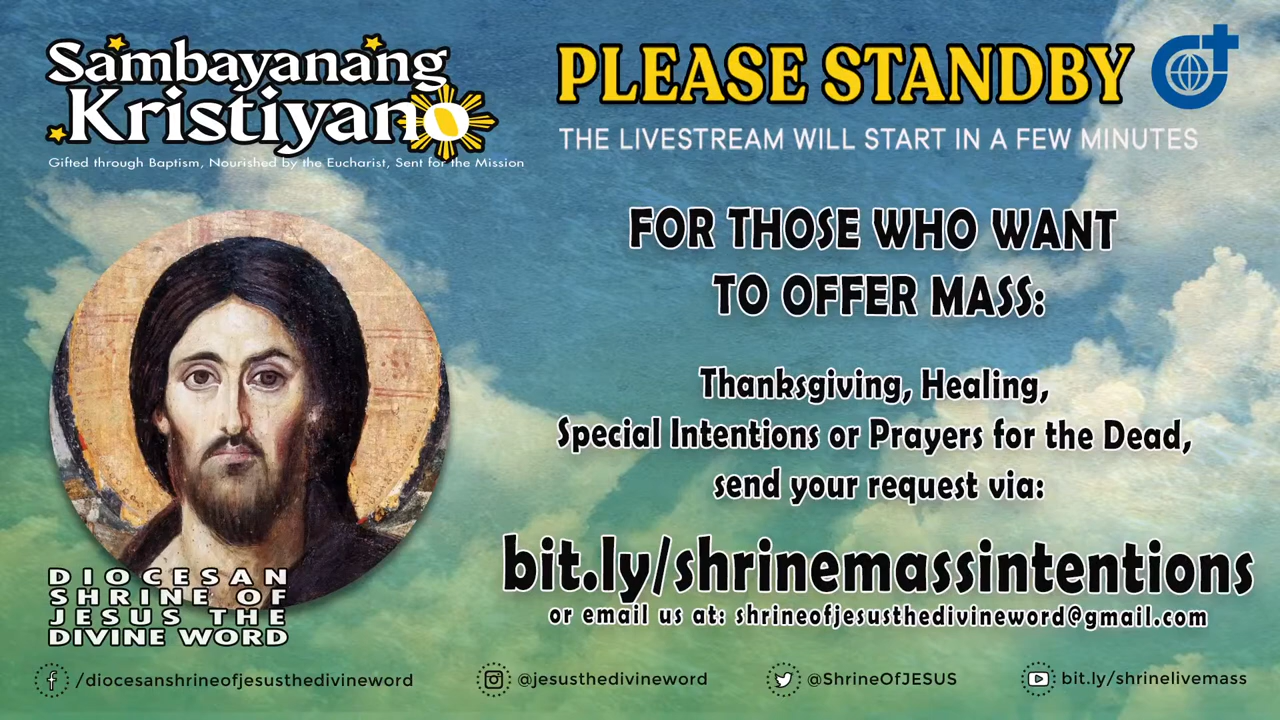 Sambayanang
Kristiyano
Gifted through Baptism, Nourished by the Eucharist, Sent for the Mission
PLEASE STANDBY
THE LIVESTREAM WILL START IN A FEW MINUTES
FOR THOSE WHO WANT
TO OFFER MASS:
Thanksgiving, Healing,
Special Intentions or Prayers for the Dead,
send your request via:
bit.ly/shrinemassintentions
or email us at: shrineofjesusthedivineword@gmail.com
DIOCESAN
SHRINE OF
JESUS THE
DIVINE WORD
/diocesanshrineofjesusthedivineword
@jesusthedivineword
@ShrineOfJESUS
bit.ly/shrinelivemass